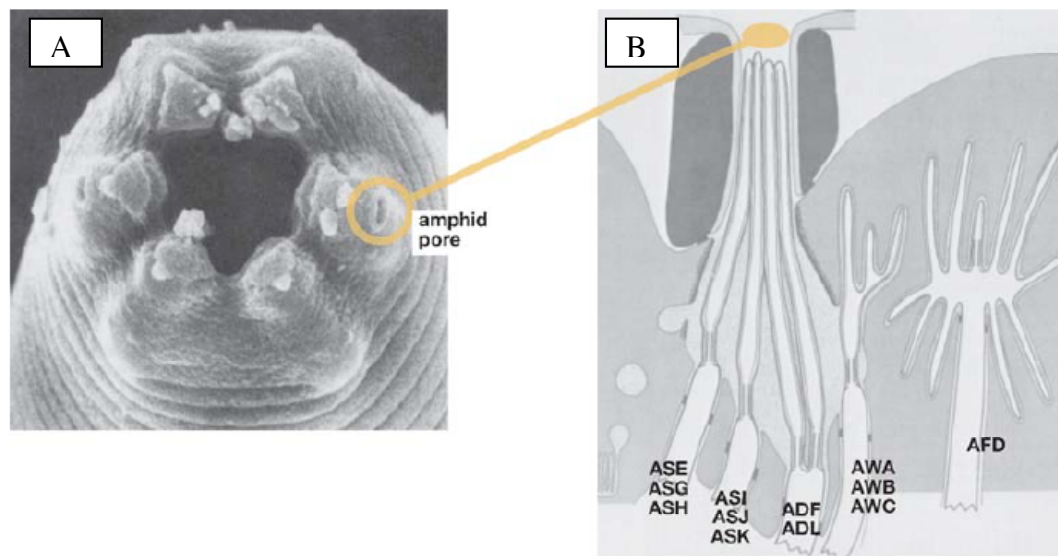 A
B
amphid
pore
ASE
ASG
ASH
ASI
ASJ
ASK
ADF
ADL
AWA
AWB
AWC
AFD